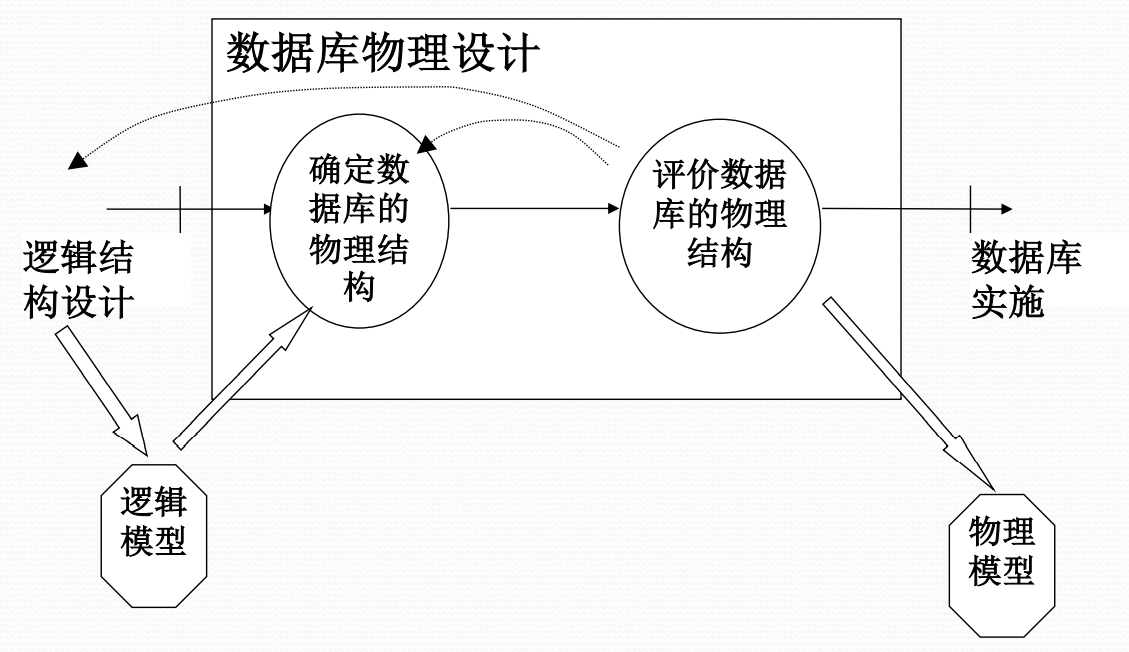 数据库物理设计
确定数
据库的
物理结
构
评价数据
库的物理
结构
逻辑结
构设计
数据库
实施
逻辑
模型
物理
模型